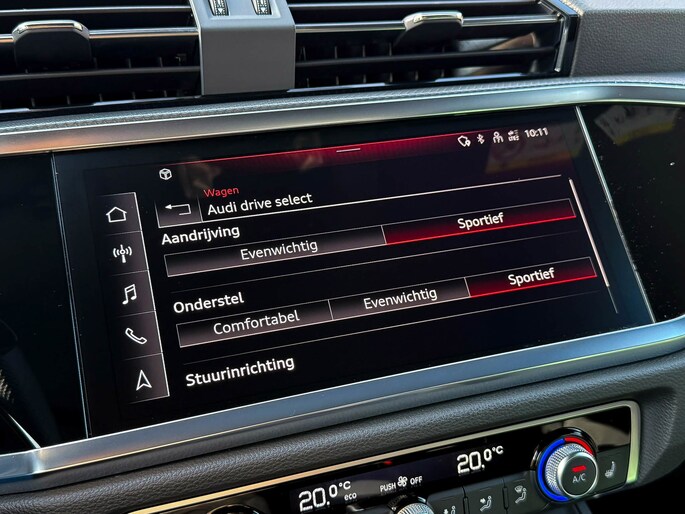 10:11
Wagen
Audi drive select
Aandrijving
Evenwichtig Sportief
Onderstel
Comfortabel Evenwichtig Sportief
Stuurinrichting
20.0°C eco PUSH OFF 20.0°C
A/C